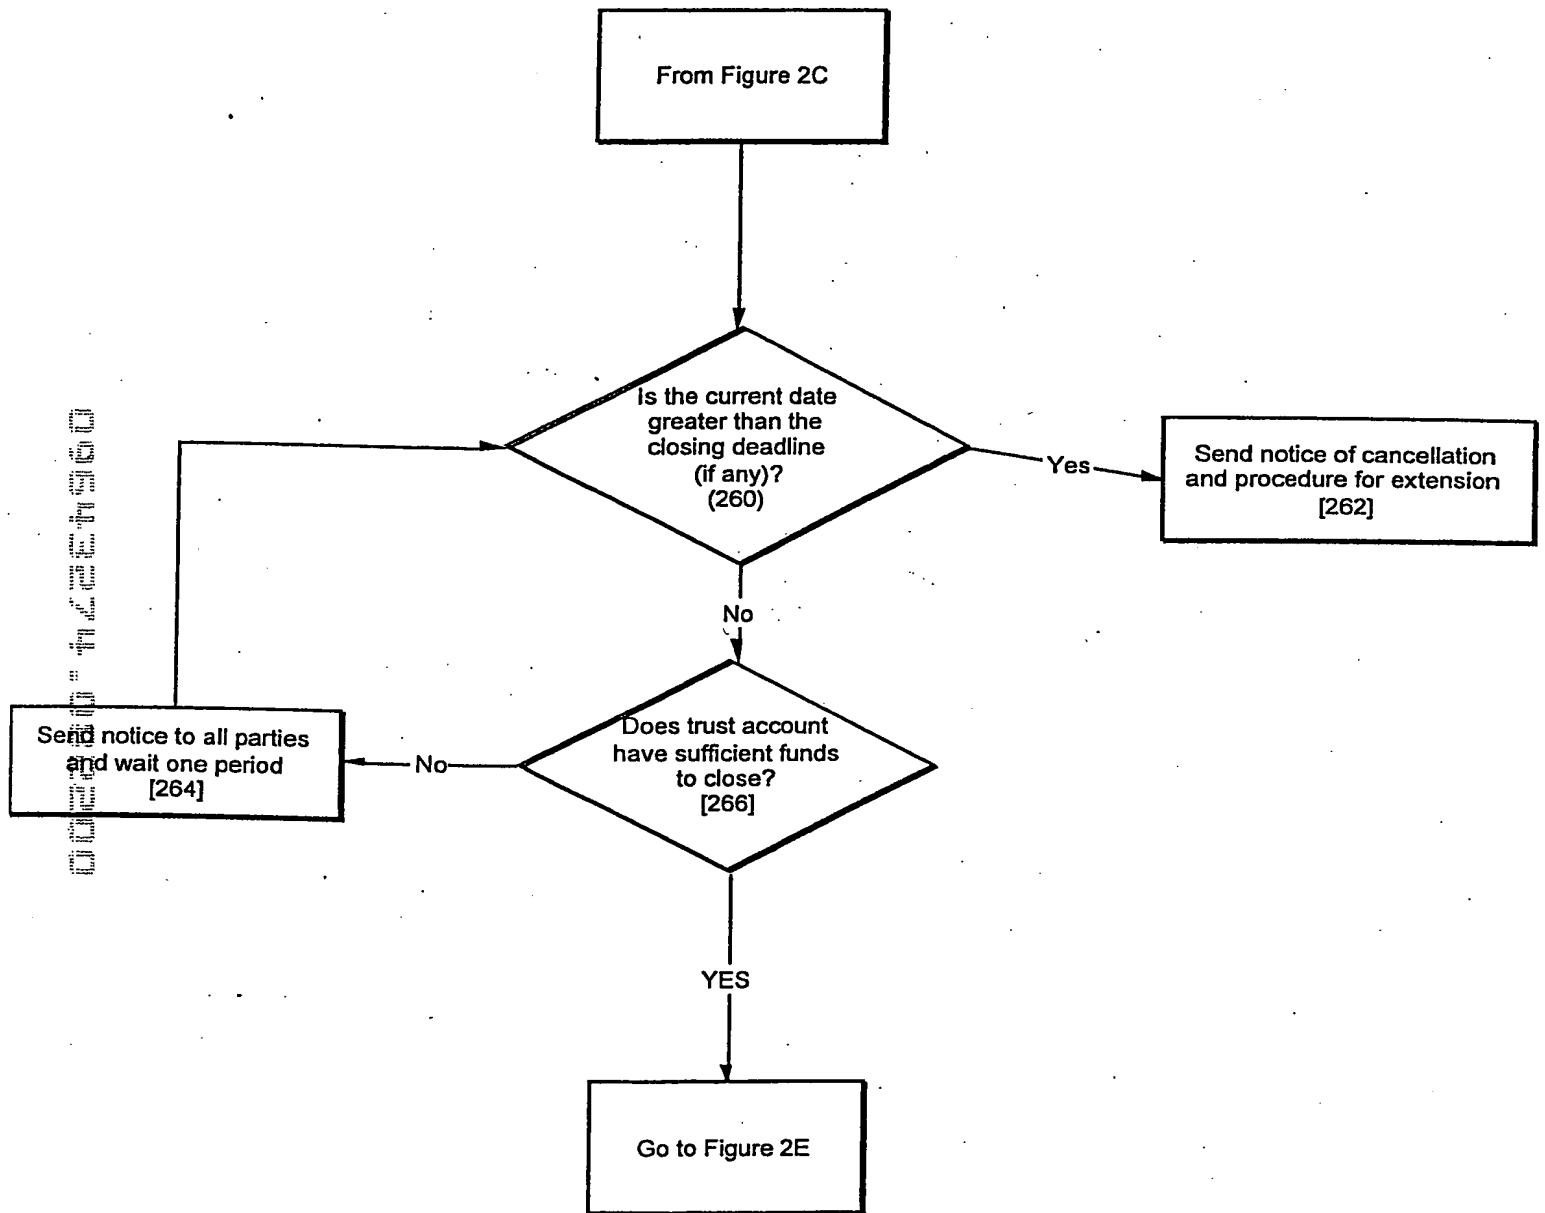 From Figure 2C
Is the current date
greater than the
closing deadline
(if any)?
(260)
Yes
Send notice of cancellation
and procedure for extension
[262]
No
Does trust account
have sufficient funds
to close?
[266]
No
Send notice to all parties
and wait one period
[264]
YES
Go to Figure 2E